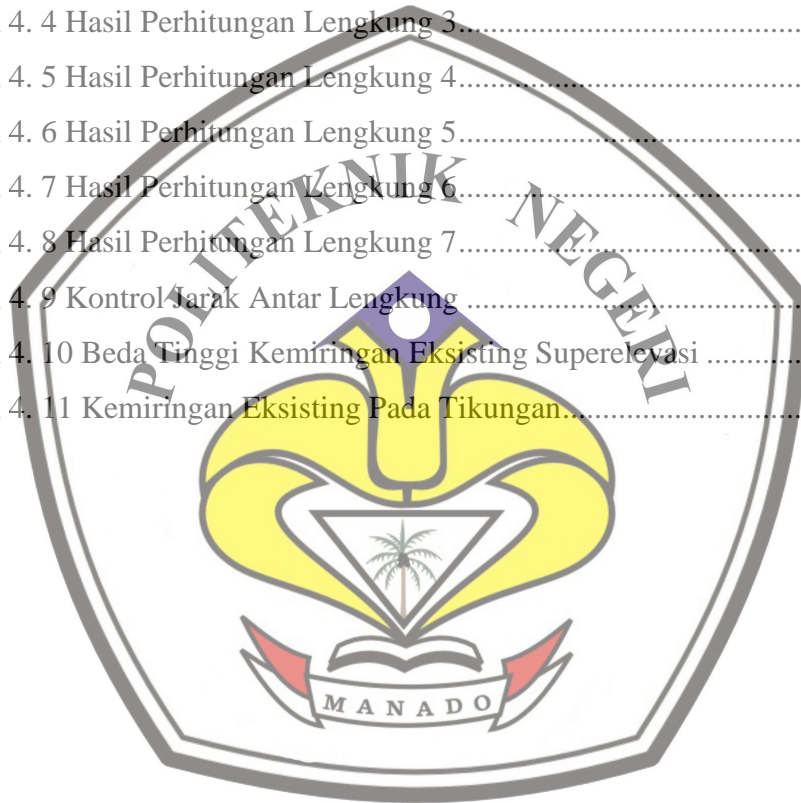 4. 4 Hasil Perhitungan Lengkung 3
4. 5 Hasil Perhitungan Lengkung 4
4. 6 Hasil Perhitungan Lengkung 5
4. 7 Hasil Perhitungan Lengkung 6
4. 8 Hasil Perhitungan Lengkung 7
4. 9 Kontrol Jarak Antar Lengkung
4. 10 Beda Tinggi Kemiringan Eksisting Superelevasi
4. 11 Kemiringan Eksisting Pada Tikungan
POLITEKNIK NEGERI
MANADO